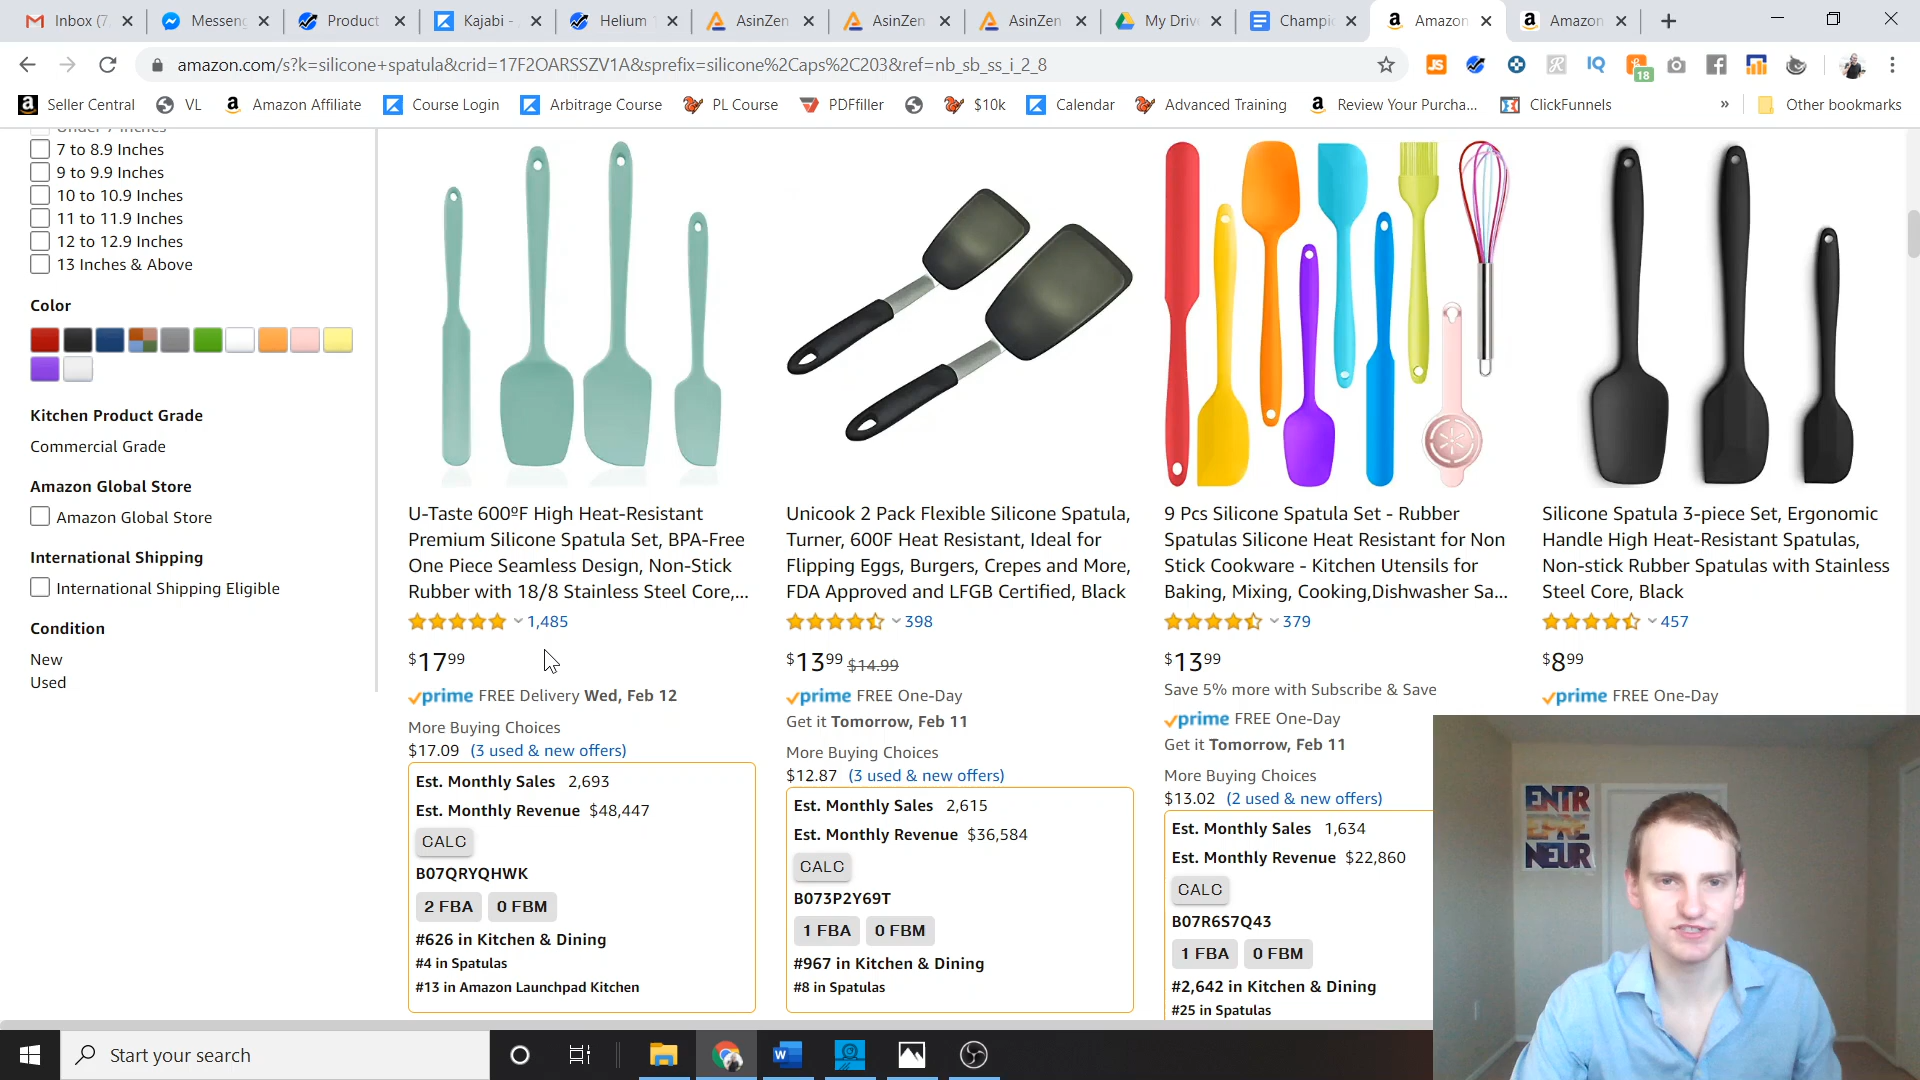 Inbox (7
Messeng
Product
Kajabi -
Helium
AsinZen
AsinZen
AsinZen
My Driv
Champi
Amazon
Amazon
amazon.com/s?k=silicone+spatula&crid=17F2OARSSZV1A&sprefix=silicone%2Caps%2C203&ref=nb_sb_ss_i_2_8
JS
IQ
18
Seller Central
VL
Amazon Affiliate
Course Login
Arbitrage Course
PL Course
PDFfiller
$10k
Calendar
Advanced Training
Review Your Purcha...
ClickFunnels
»
Other bookmarks
Under 7 Inches
7 to 8.9 Inches
9 to 9.9 Inches
10 to 10.9 Inches
11 to 11.9 Inches
12 to 12.9 Inches
13 Inches & Above
Color
Kitchen Product Grade
Commercial Grade
Amazon Global Store
Amazon Global Store
International Shipping
International Shipping Eligible
Condition
New
Used
U-Taste 600ºF High Heat-Resistant
Premium Silicone Spatula Set, BPA-Free
One Piece Seamless Design, Non-Stick
Rubber with 18/8 Stainless Steel Core,...
1,485
$17.99
prime FREE Delivery Wed, Feb 12
More Buying Choices
$17.09 (3 used & new offers)
Est. Monthly Sales 2,693
Est. Monthly Revenue $48,447
CALC
B07QRYQHWK
2 FBA 0 FBM
#626 in Kitchen & Dining
#4 in Spatulas
#13 in Amazon Launchpad Kitchen
Unicook 2 Pack Flexible Silicone Spatula,
Turner, 600F Heat Resistant, Ideal for
Flipping Eggs, Burgers, Crepes and More,
FDA Approved and LFGB Certified, Black
398
$13.99 $14.99
prime FREE One-Day
Get it Tomorrow, Feb 11
More Buying Choices
$12.87 (3 used & new offers)
Est. Monthly Sales 2,615
Est. Monthly Revenue $36,584
CALC
B073P2Y69T
1 FBA 0 FBM
#967 in Kitchen & Dining
#8 in Spatulas
9 Pcs Silicone Spatula Set - Rubber
Spatulas Silicone Heat Resistant for Non
Stick Cookware - Kitchen Utensils for
Baking, Mixing, Cooking,Dishwasher Sa...
379
$13.99
Save 5% more with Subscribe & Save
prime FREE One-Day
Get it Tomorrow, Feb 11
More Buying Choices
$13.02 (2 used & new offers)
Est. Monthly Sales 1,634
Est. Monthly Revenue $22,860
CALC
B07R6S7Q43
1 FBA 0 FBM
#2,642 in Kitchen & Dining
#25 in Spatulas
Silicone Spatula 3-piece Set, Ergonomic
Handle High Heat-Resistant Spatulas,
Non-stick Rubber Spatulas with Stainless
Steel Core, Black
457
$8.99
prime FREE One-Day
ENTR
EPRE
NEUR
Start your search